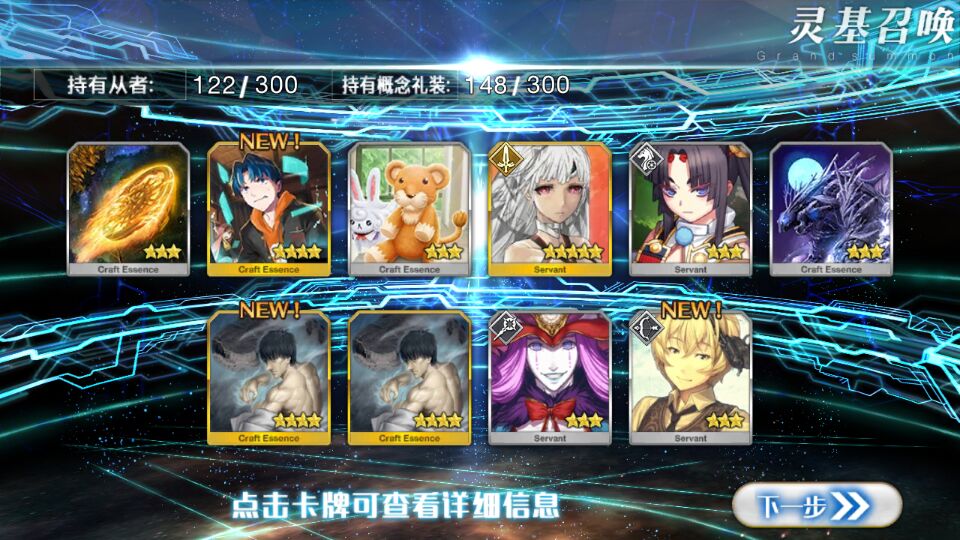 灵基召唤
Grand summon
持有从者: 122/300 持有概念礼装: 148/300
NEW!
Craft Essence Craft Essence Craft Essence Servant Servant Craft Essence
NEW! NEW!
Craft Essence Craft Essence Servant Servant
点击卡牌可查看详细信息
下一步